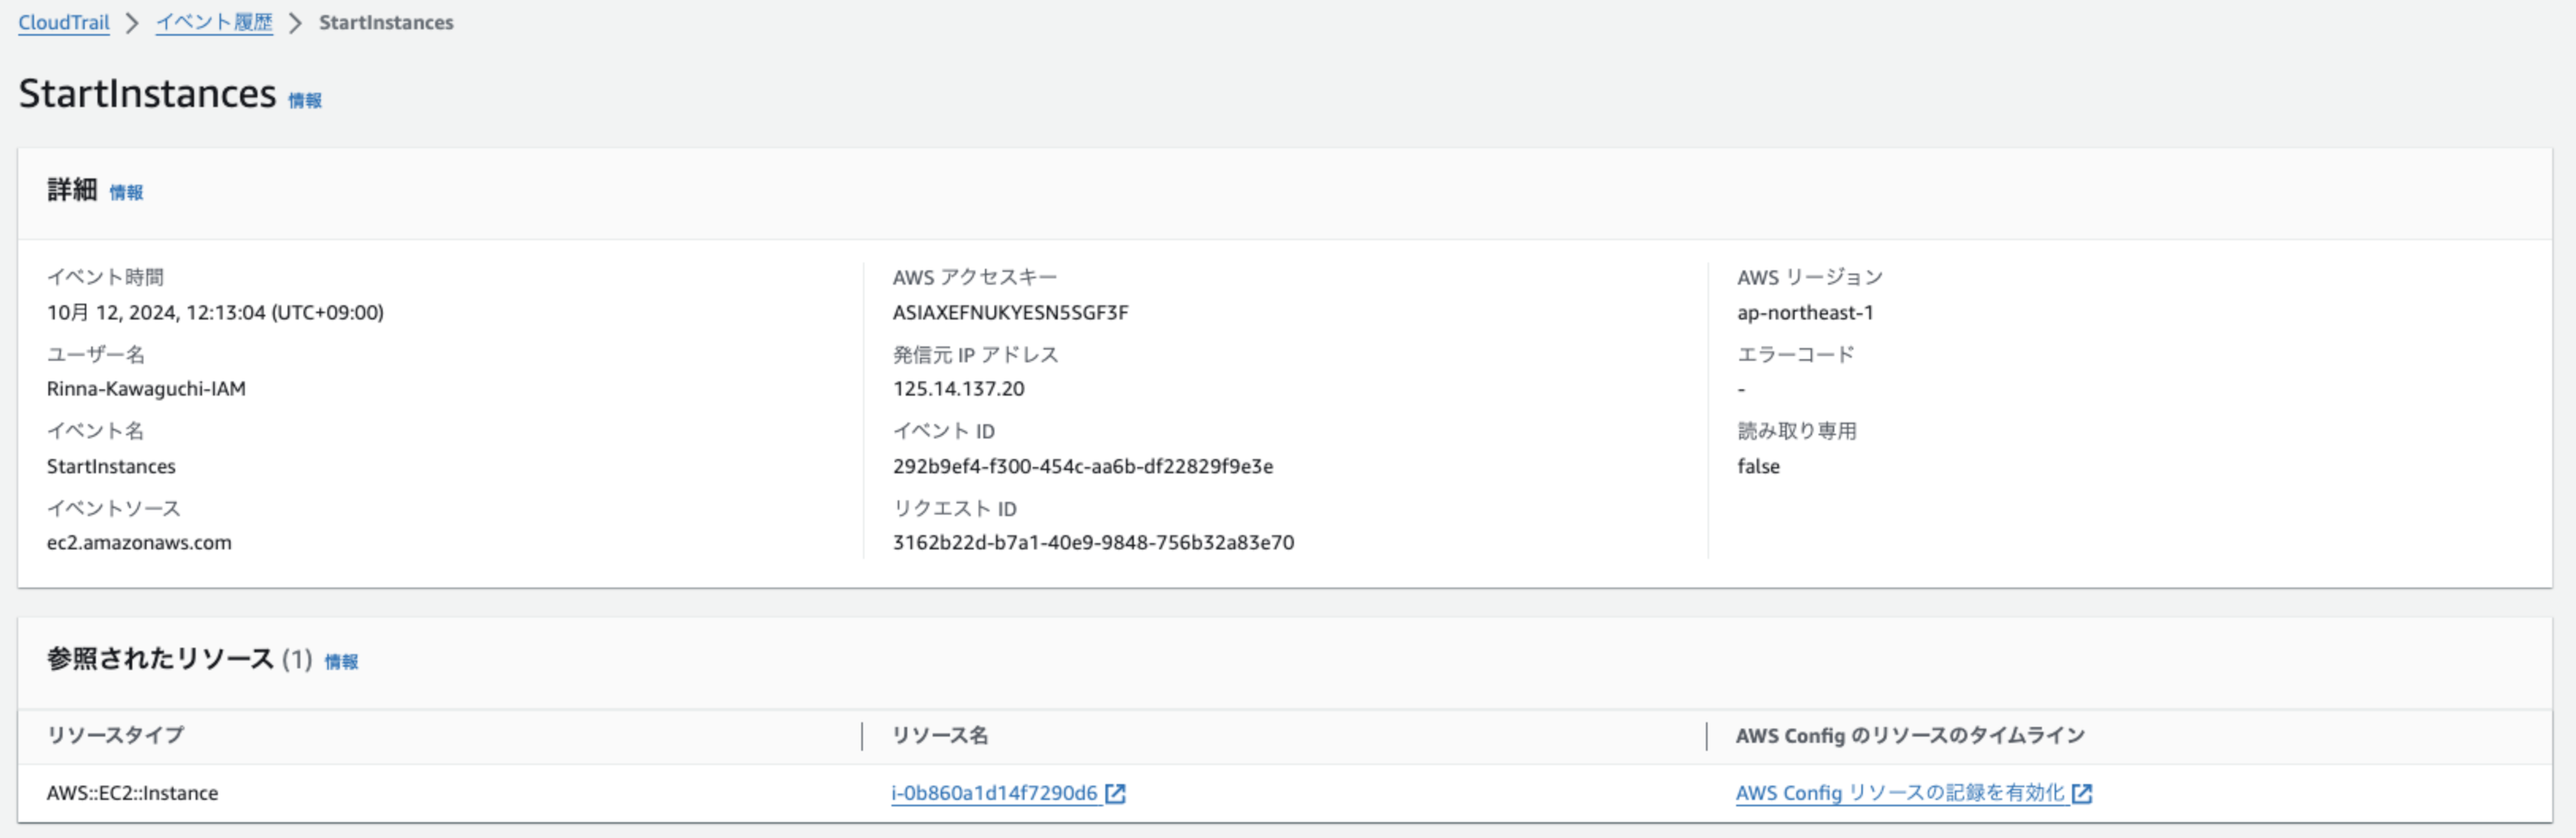 CloudTrail > イベント履歴 > StartInstances
StartInstances 情報
詳細 情報
イベント時間
10月 12, 2024, 12:13:04 (UTC+09:00)
ユーザー名
Rinna-Kawaguchi-IAM
イベント名
StartInstances
イベントソース
ec2.amazonaws.com
AWS アクセスキー
ASIAXEFNUKYESN5SGF3F
発信元 IP アドレス
125.14.137.20
イベント ID
292b9ef4-f300-454c-aa6b-df22829f9e3e
リクエスト ID
3162b22d-b7a1-40e9-9848-756b32a83e70
AWS リージョン
ap-northeast-1
エラーコード
-
読み取り専用
false
参照されたリソース (1) 情報
リソースタイプ リソース名 AWS Config のリソースのタイムライン
AWS::EC2::Instance i-0b860a1d14f7290d6 AWS Config リソースの記録を有効化